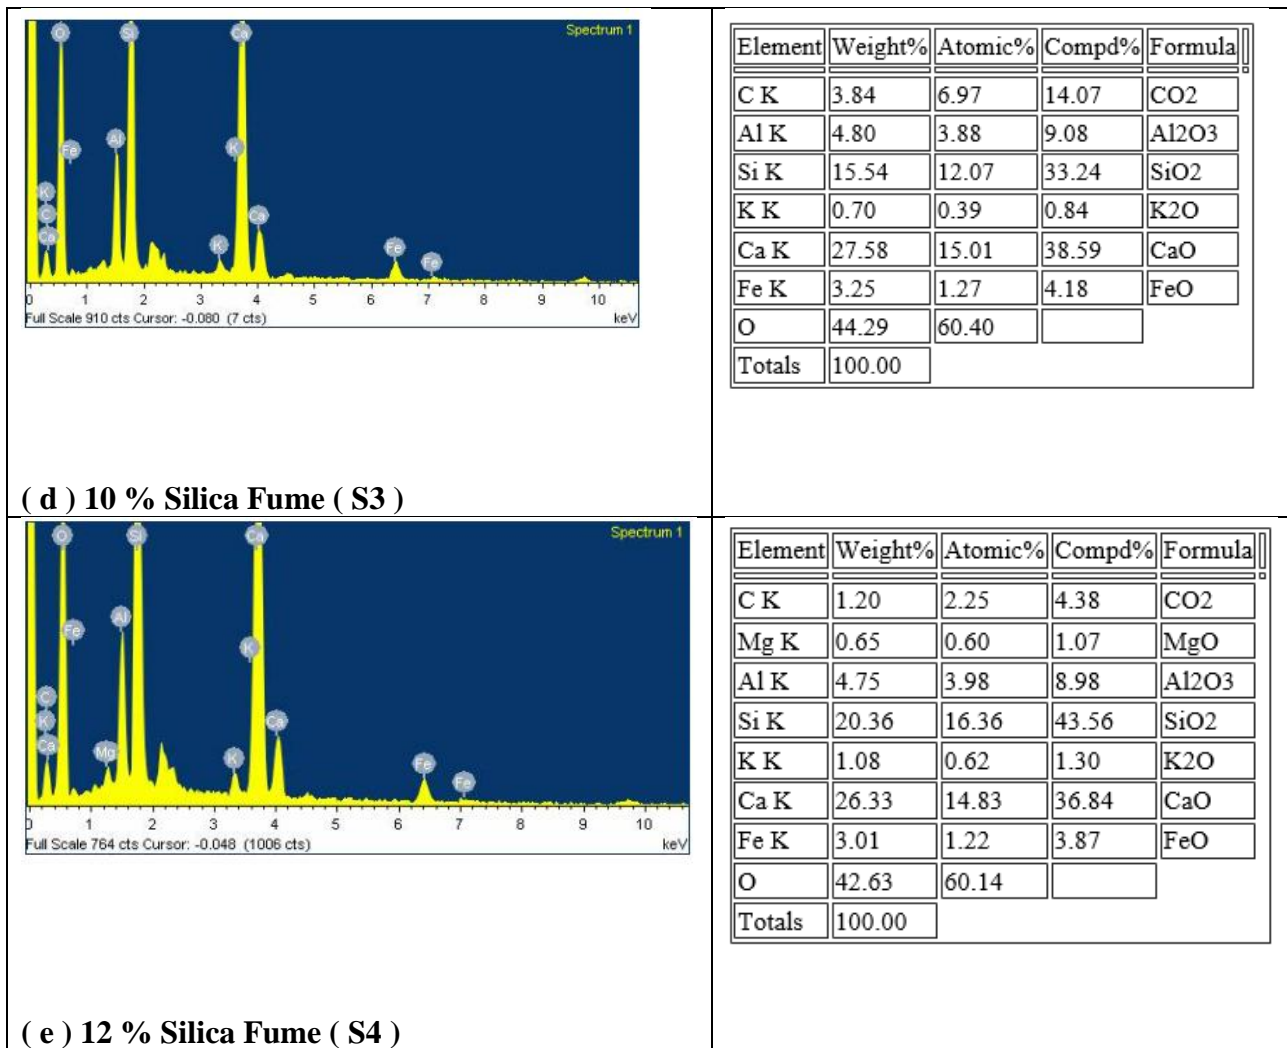 Spectrum 1
O Si Ca
Al K
Fe
K
C Ca
Ca K Fe Fe
0 1 2 3 4 5 6 7 8 9 10
Full Scale 910 cts Cursor: -0.080 (7 cts) keV
Element Weight% Atomic% Compd% Formula
C K 3.84 6.97 14.07 CO2
Al K 4.80 3.88 9.08 Al2O3
Si K 15.54 12.07 33.24 SiO2
K K 0.70 0.39 0.84 K2O
Ca K 27.58 15.01 38.59 CaO
Fe K 3.25 1.27 4.18 FeO
O 44.29 60.40
Totals 100.00
( d ) 10 % Silica Fume ( S3 )
Spectrum 1
O Si Ca
Al
Fe K
C
K Ca
Ca Mg K Fe Fe
0 1 2 3 4 5 6 7 8 9 10
Full Scale 764 cts Cursor: -0.048 (1006 cts) keV
Element Weight% Atomic% Compd% Formula
C K 1.20 2.25 4.38 CO2
Mg K 0.65 0.60 1.07 MgO
Al K 4.75 3.98 8.98 Al2O3
Si K 20.36 16.36 43.56 SiO2
K K 1.08 0.62 1.30 K2O
Ca K 26.33 14.83 36.84 CaO
Fe K 3.01 1.22 3.87 FeO
O 42.63 60.14
Totals 100.00
( e ) 12 % Silica Fume ( S4 )